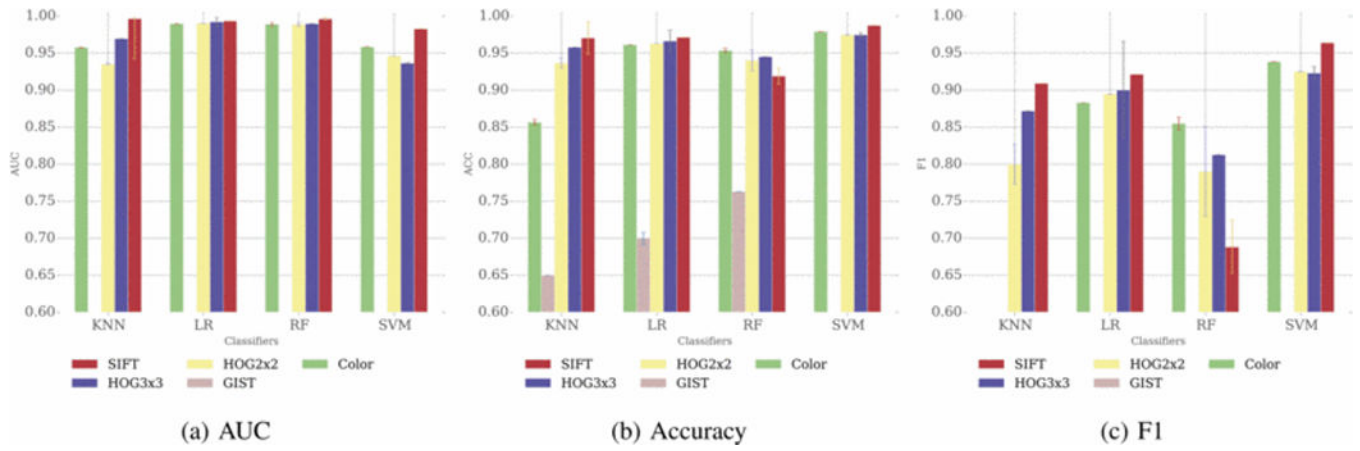 1.00
0.95
0.90
0.85
0.80
0.75
0.70
0.65
0.60
AUC
KNN LR RF SVM
Classifiers
SIFT HOG2x2 Color
HOG3x3 GIST
(a) AUC
1.00
0.95
0.90
0.85
0.80
0.75
0.70
0.65
0.60
ACC
KNN LR RF SVM
Classifiers
SIFT HOG2x2 Color
HOG3x3 GIST
(b) Accuracy
1.00
0.95
0.90
0.85
0.80
0.75
0.70
0.65
0.60
F1
KNN LR RF SVM
Classifiers
SIFT HOG2x2 Color
HOG3x3 GIST
(c) F1